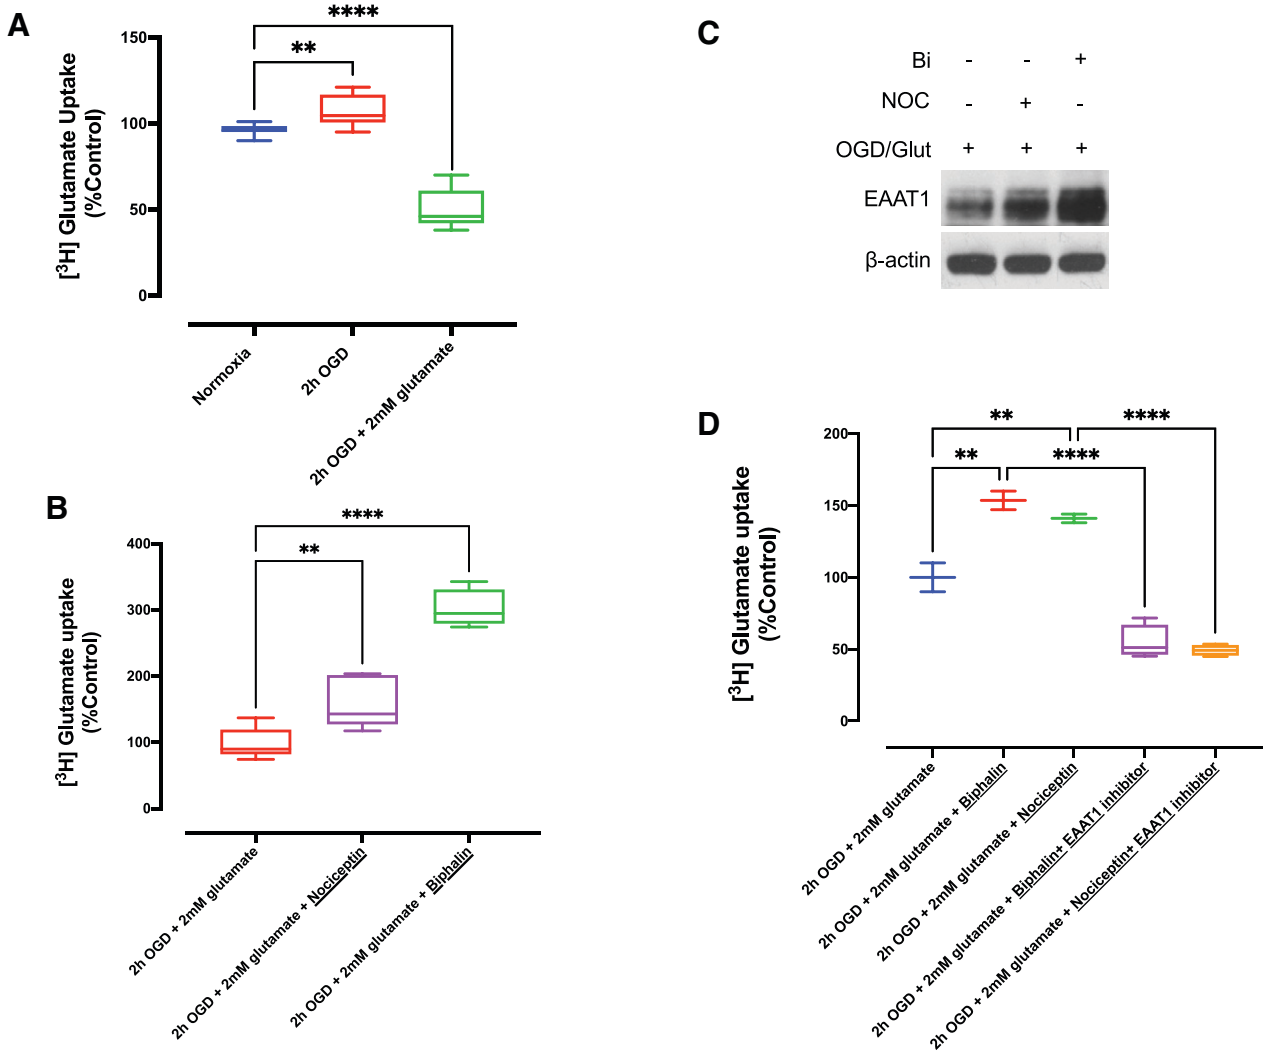 A
[³H] Glutamate Uptake
(%Control)
150
100
50
0
****
**
Normoxia
2h OGD
2h OGD + 2mM glutamate
B
[³H] Glutamate uptake
(%Control)
400
300
200
100
0
****
**
2h OGD + 2mM glutamate
2h OGD + 2mM glutamate + Nociceptin
2h OGD + 2mM glutamate + Biphalin
C
Bi - - +
NOC - + -
OGD/Glut + + +
EAAT1
β-actin
D
[³H] Glutamate uptake
(%Control)
200
150
100
50
0
** ****
** ****
2h OGD + 2mM glutamate
2h OGD + 2mM glutamate + Biphalin
2h OGD + 2mM glutamate + Nociceptin
2h OGD + 2mM glutamate + Biphalin+ EAAT1 inhibitor
2h OGD + 2mM glutamate + Nociceptin+ EAAT1 inhibitor